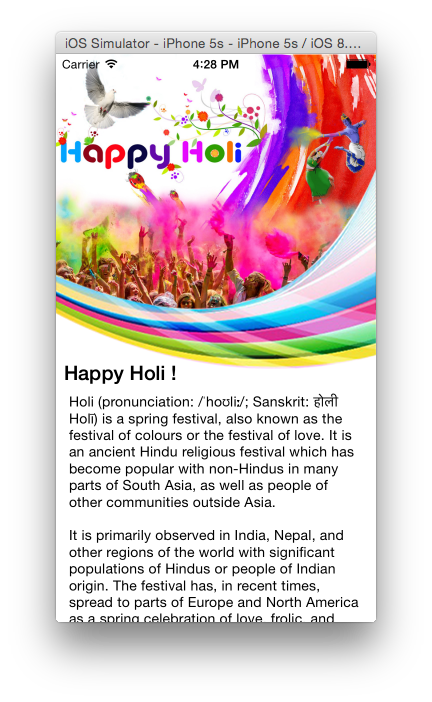 iOS Simulator - iPhone 5s - iPhone 5s / iOS 8....
Carrier 4:28 PM
Happy Holi
Happy Holi !
Holi (pronunciation: /ˈhoʊliː/; Sanskrit: होली
Holī) is a spring festival, also known as the
festival of colours or the festival of love. It is
an ancient Hindu religious festival which has
become popular with non-Hindus in many
parts of South Asia, as well as people of
other communities outside Asia.
It is primarily observed in India, Nepal, and
other regions of the world with significant
populations of Hindus or people of Indian
origin. The festival has, in recent times,
spread to parts of Europe and North America
as a spring celebration of love, frolic, and